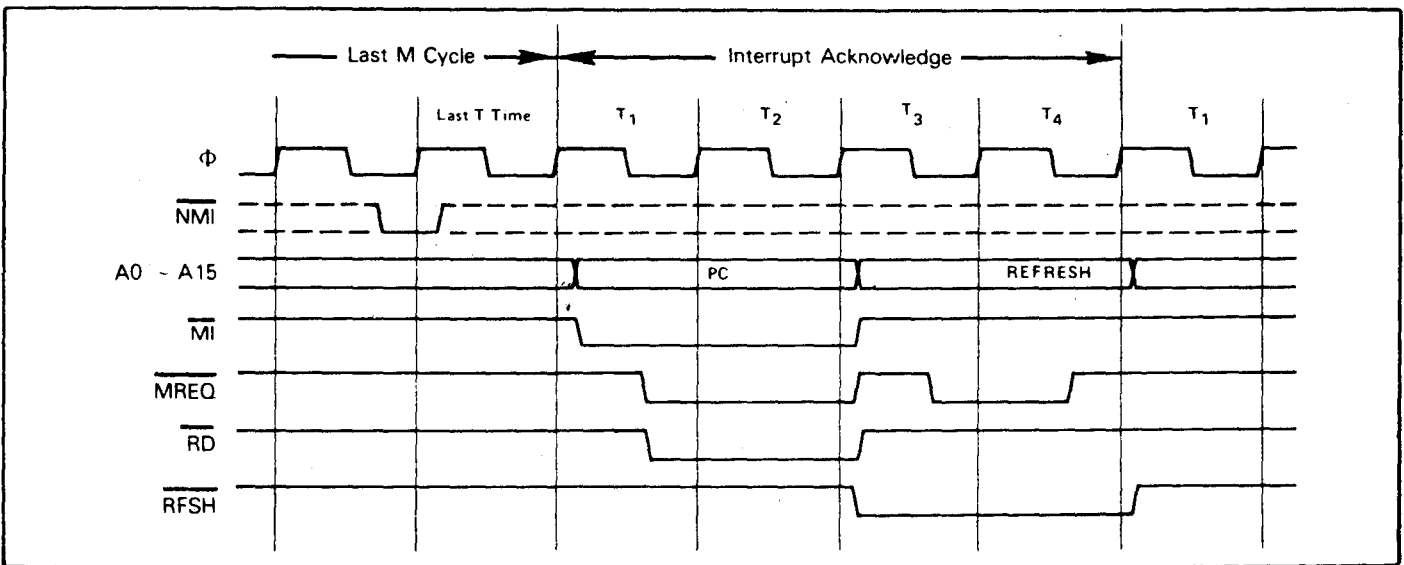 Last M Cycle Interrupt Acknowledge
Last T Time T1 T2 T3 T4 T1
Φ
NMI
A0 ~ A15 PC REFRESH
MI
MREQ
RD
RFSH